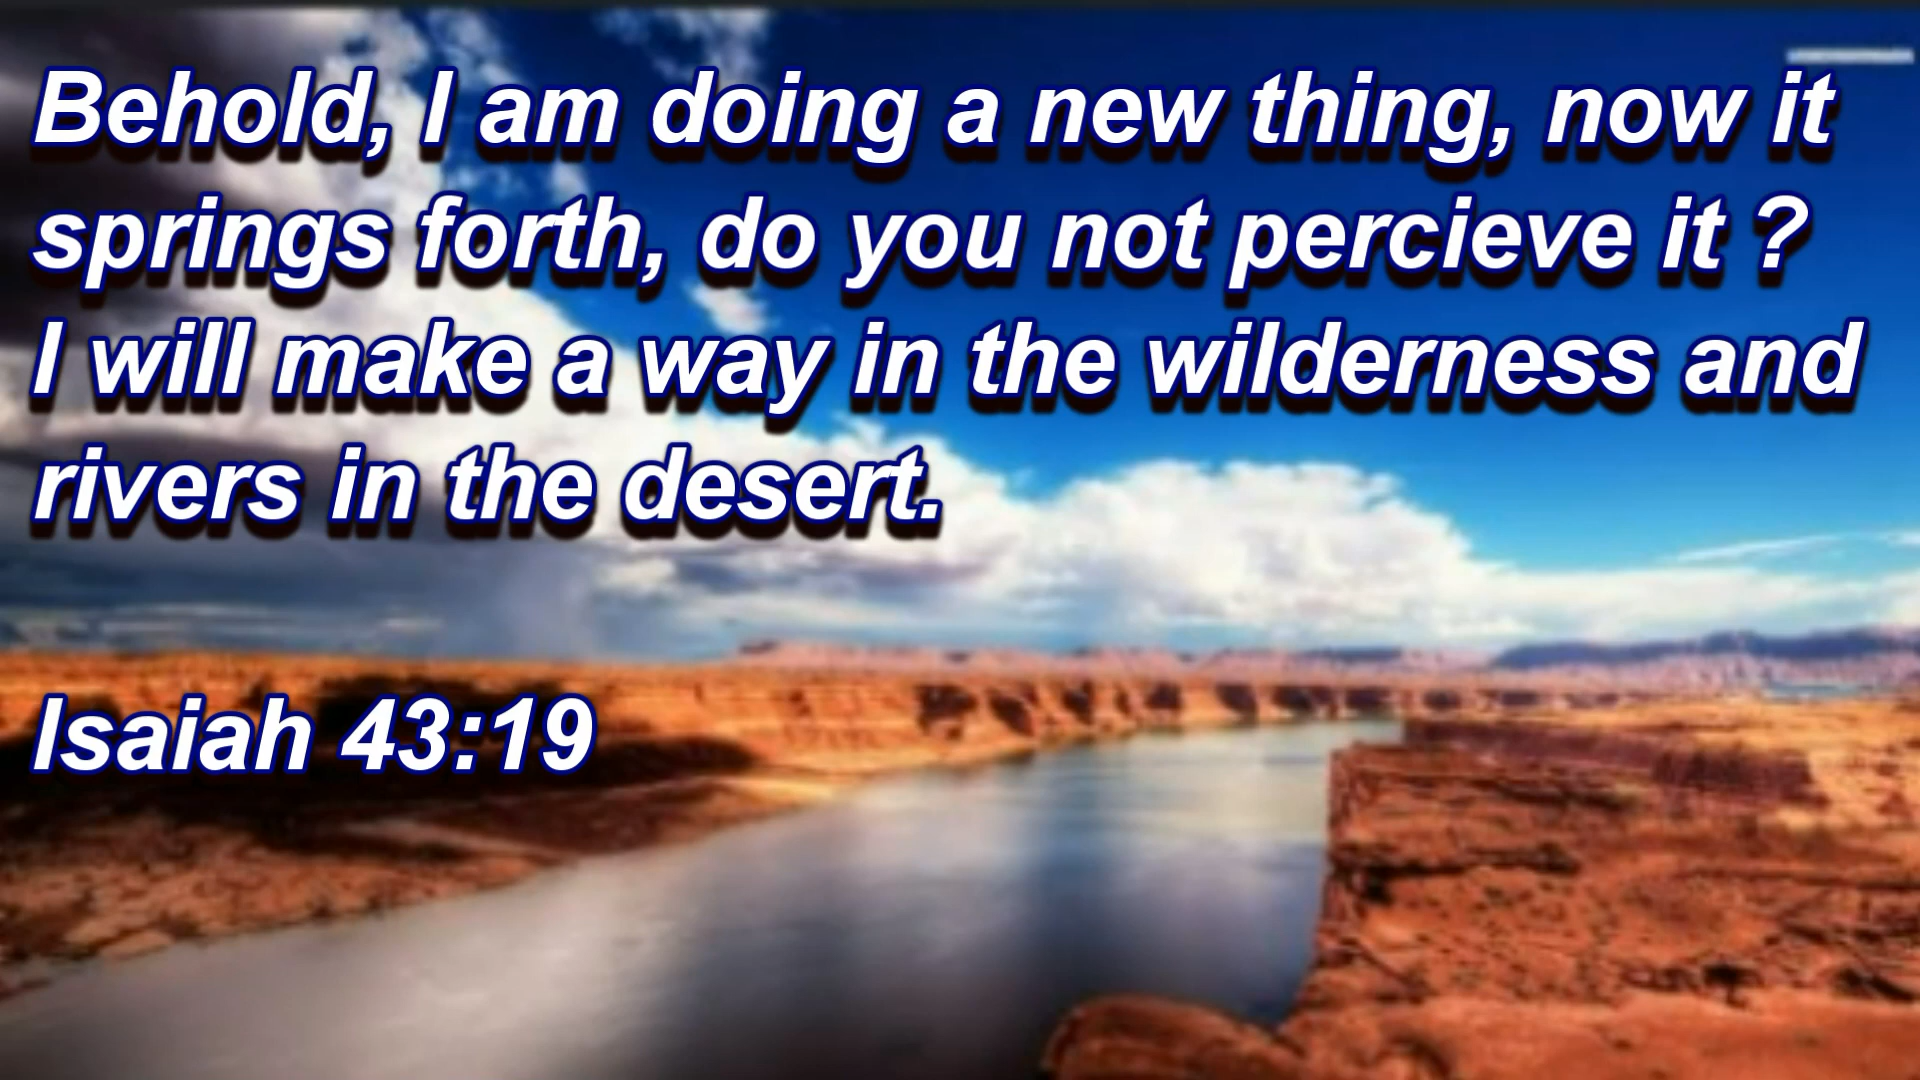 Behold, I am doing a new thing, now it
springs forth, do you not percieve it ?
I will make a way in the wilderness and
rivers in the desert.
Isaiah 43:19